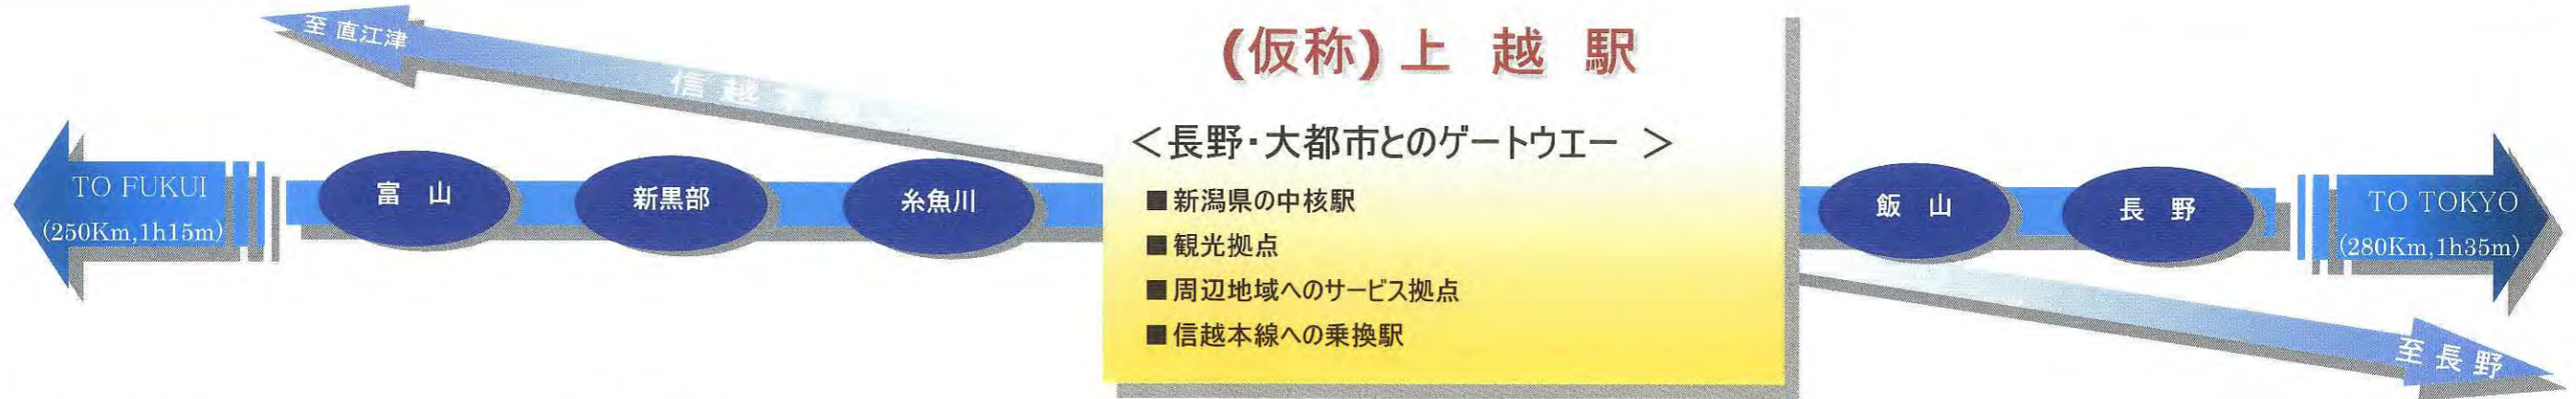 至 直江津
信越本線
(仮称) 上 越 駅
＜長野・大都市とのゲートウエー ＞
■新潟県の中核駅
■観光拠点
■周辺地域へのサービス拠点
■信越本線への乗換駅
TO FUKUI
(250Km,1h15m)
富 山
新黒部
糸魚川
飯 山
長 野
TO TOKYO
(280Km,1h35m)
至 長 野